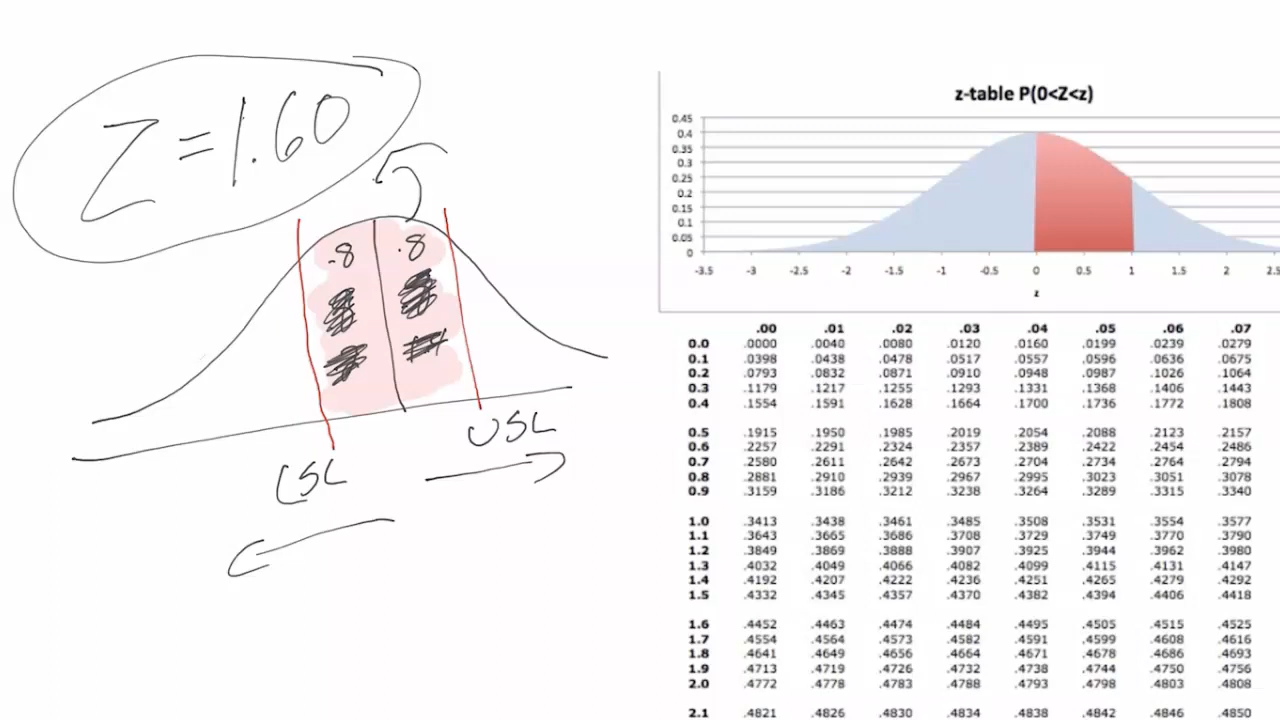 Z=1.60
.8 .8
USL
LSL
z-table P(0<Z<z)
0.45
0.4
0.35
0.3
0.25
0.2
0.15
0.1
0.05
0
-3.5 -3 -2.5 -2 -1.5 -1 -0.5 0 0.5 1 1.5 2 2.5
z
.00 .01 .02 .03 .04 .05 .06 .07
0.0 .0000 .0040 .0080 .0120 .0160 .0199 .0239 .0279
0.1 .0398 .0438 .0478 .0517 .0557 .0596 .0636 .0675
0.2 .0793 .0832 .0871 .0910 .0948 .0987 .1026 .1064
0.3 .1179 .1217 .1255 .1293 .1331 .1368 .1406 .1443
0.4 .1554 .1591 .1628 .1664 .1700 .1736 .1772 .1808
0.5 .1915 .1950 .1985 .2019 .2054 .2088 .2123 .2157
0.6 .2257 .2291 .2324 .2357 .2389 .2422 .2454 .2486
0.7 .2580 .2611 .2642 .2673 .2704 .2734 .2764 .2794
0.8 .2881 .2910 .2939 .2967 .2995 .3023 .3051 .3078
0.9 .3159 .3186 .3212 .3238 .3264 .3289 .3315 .3340
1.0 .3413 .3438 .3461 .3485 .3508 .3531 .3554 .3577
1.1 .3643 .3665 .3686 .3708 .3729 .3749 .3770 .3790
1.2 .3849 .3869 .3888 .3907 .3925 .3944 .3962 .3980
1.3 .4032 .4049 .4066 .4082 .4099 .4115 .4131 .4147
1.4 .4192 .4207 .4222 .4236 .4251 .4265 .4279 .4292
1.5 .4332 .4345 .4357 .4370 .4382 .4394 .4406 .4418
1.6 .4452 .4463 .4474 .4484 .4495 .4505 .4515 .4525
1.7 .4554 .4564 .4573 .4582 .4591 .4599 .4608 .4616
1.8 .4641 .4649 .4656 .4664 .4671 .4678 .4686 .4693
1.9 .4713 .4719 .4726 .4732 .4738 .4744 .4750 .4756
2.0 .4772 .4778 .4783 .4788 .4793 .4798 .4803 .4808
2.1 .4821 .4826 .4830 .4834 .4838 .4842 .4846 .4850